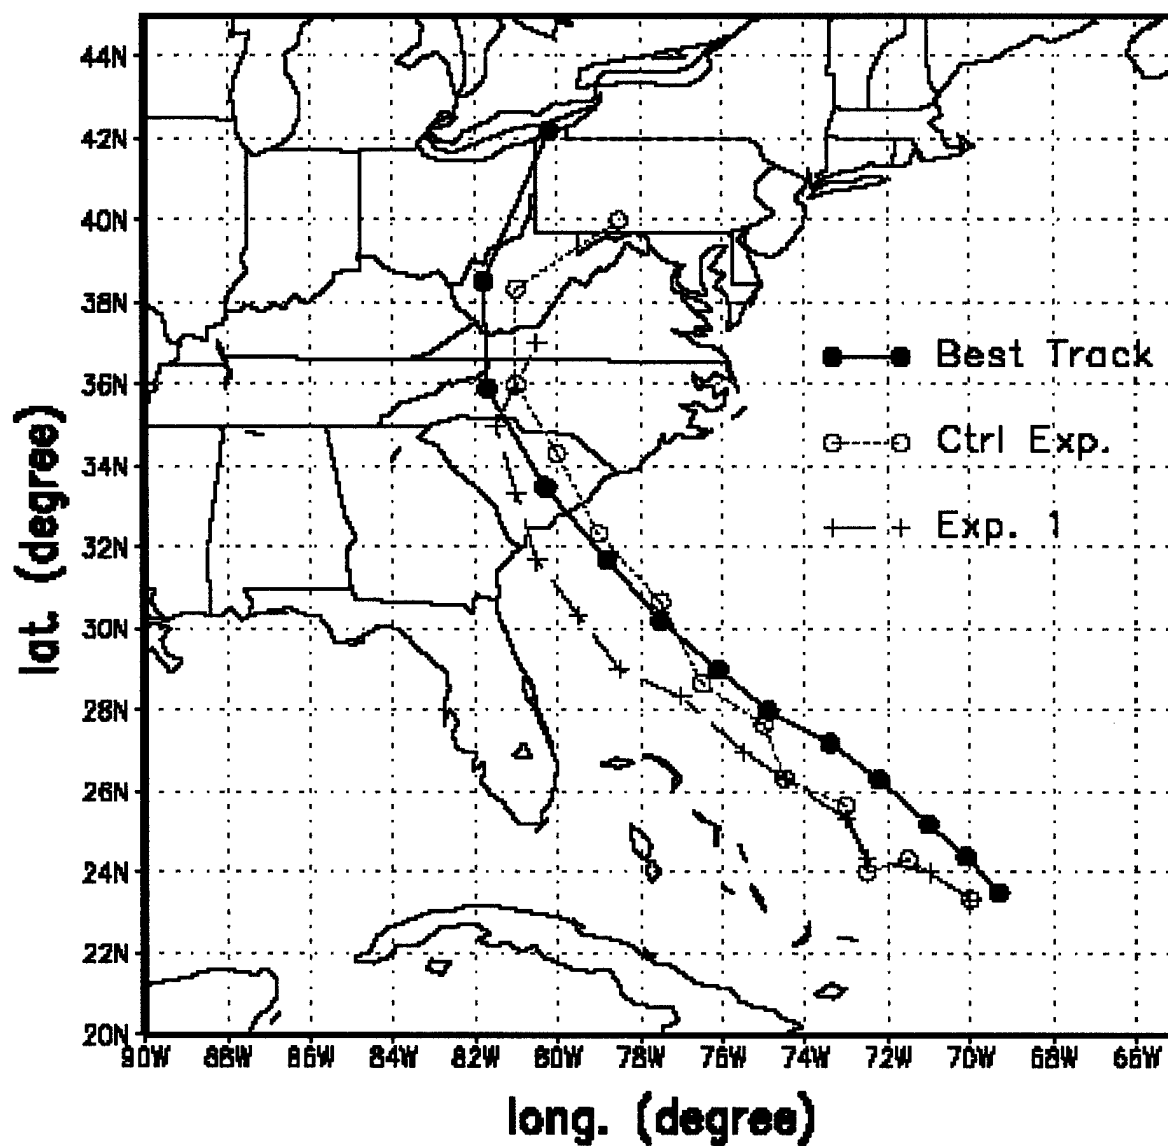 44N
42N
40N
38N
36N
34N
32N
30N
28N
26N
24N
22N
20N
lat. (degree)
Best Track
Ctrl Exp.
Exp. 1
90W 88W 86W 84W 82W 80W 78W 76W 74W 72W 70W 68W 66W
long. (degree)